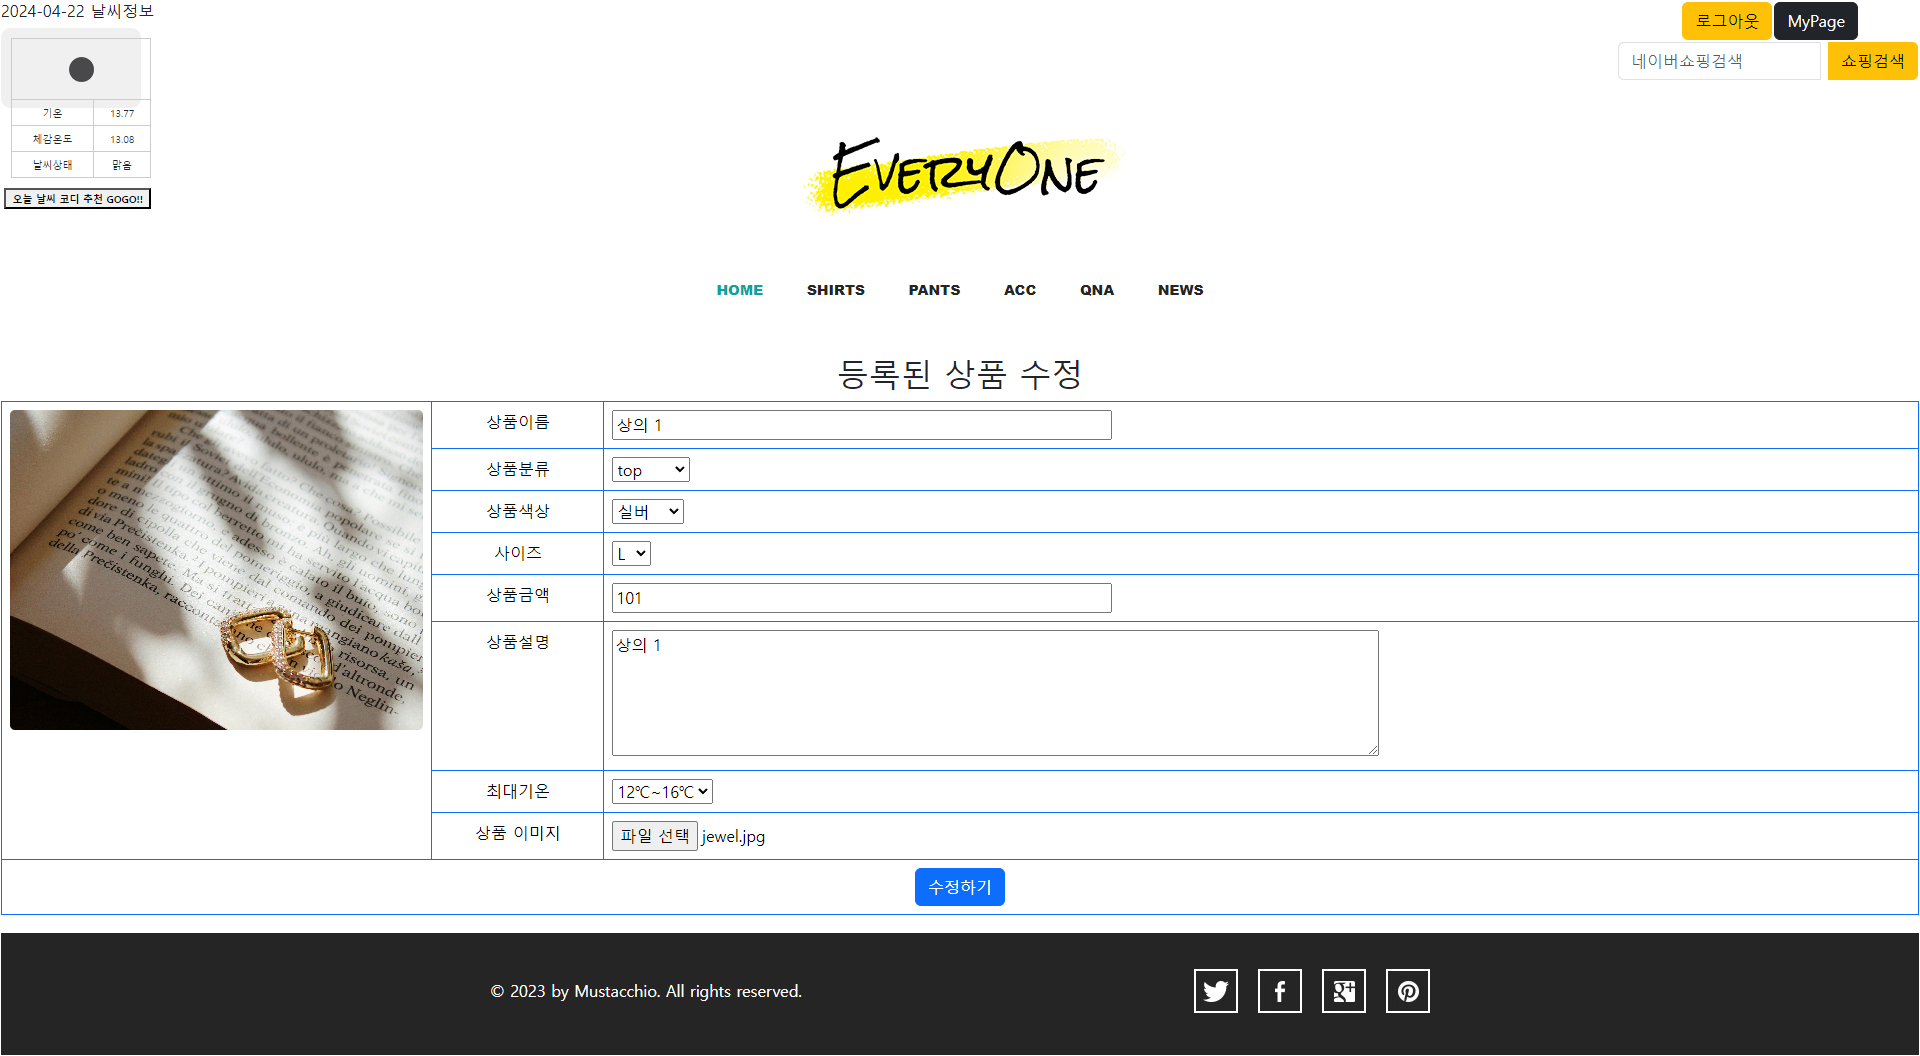 2024-04-22 날씨정보
로그아웃 MyPage
네이버쇼핑검색 쇼핑검색
기온 13.77
체감온도 13.08
날씨상태 맑음
오늘 날씨 코디 추천 GOGO!!
EVERYONE
HOME SHIRTS PANTS ACC QNA NEWS
등록된 상품 수정
상품이름 상의 1
상품분류 top
상품색상 실버
사이즈 L
상품금액 101
상품설명 상의 1
최대기온 12℃~16℃
상품 이미지 파일 선택 jewel.jpg
수정하기
© 2023 by Mustacchio. All rights reserved.